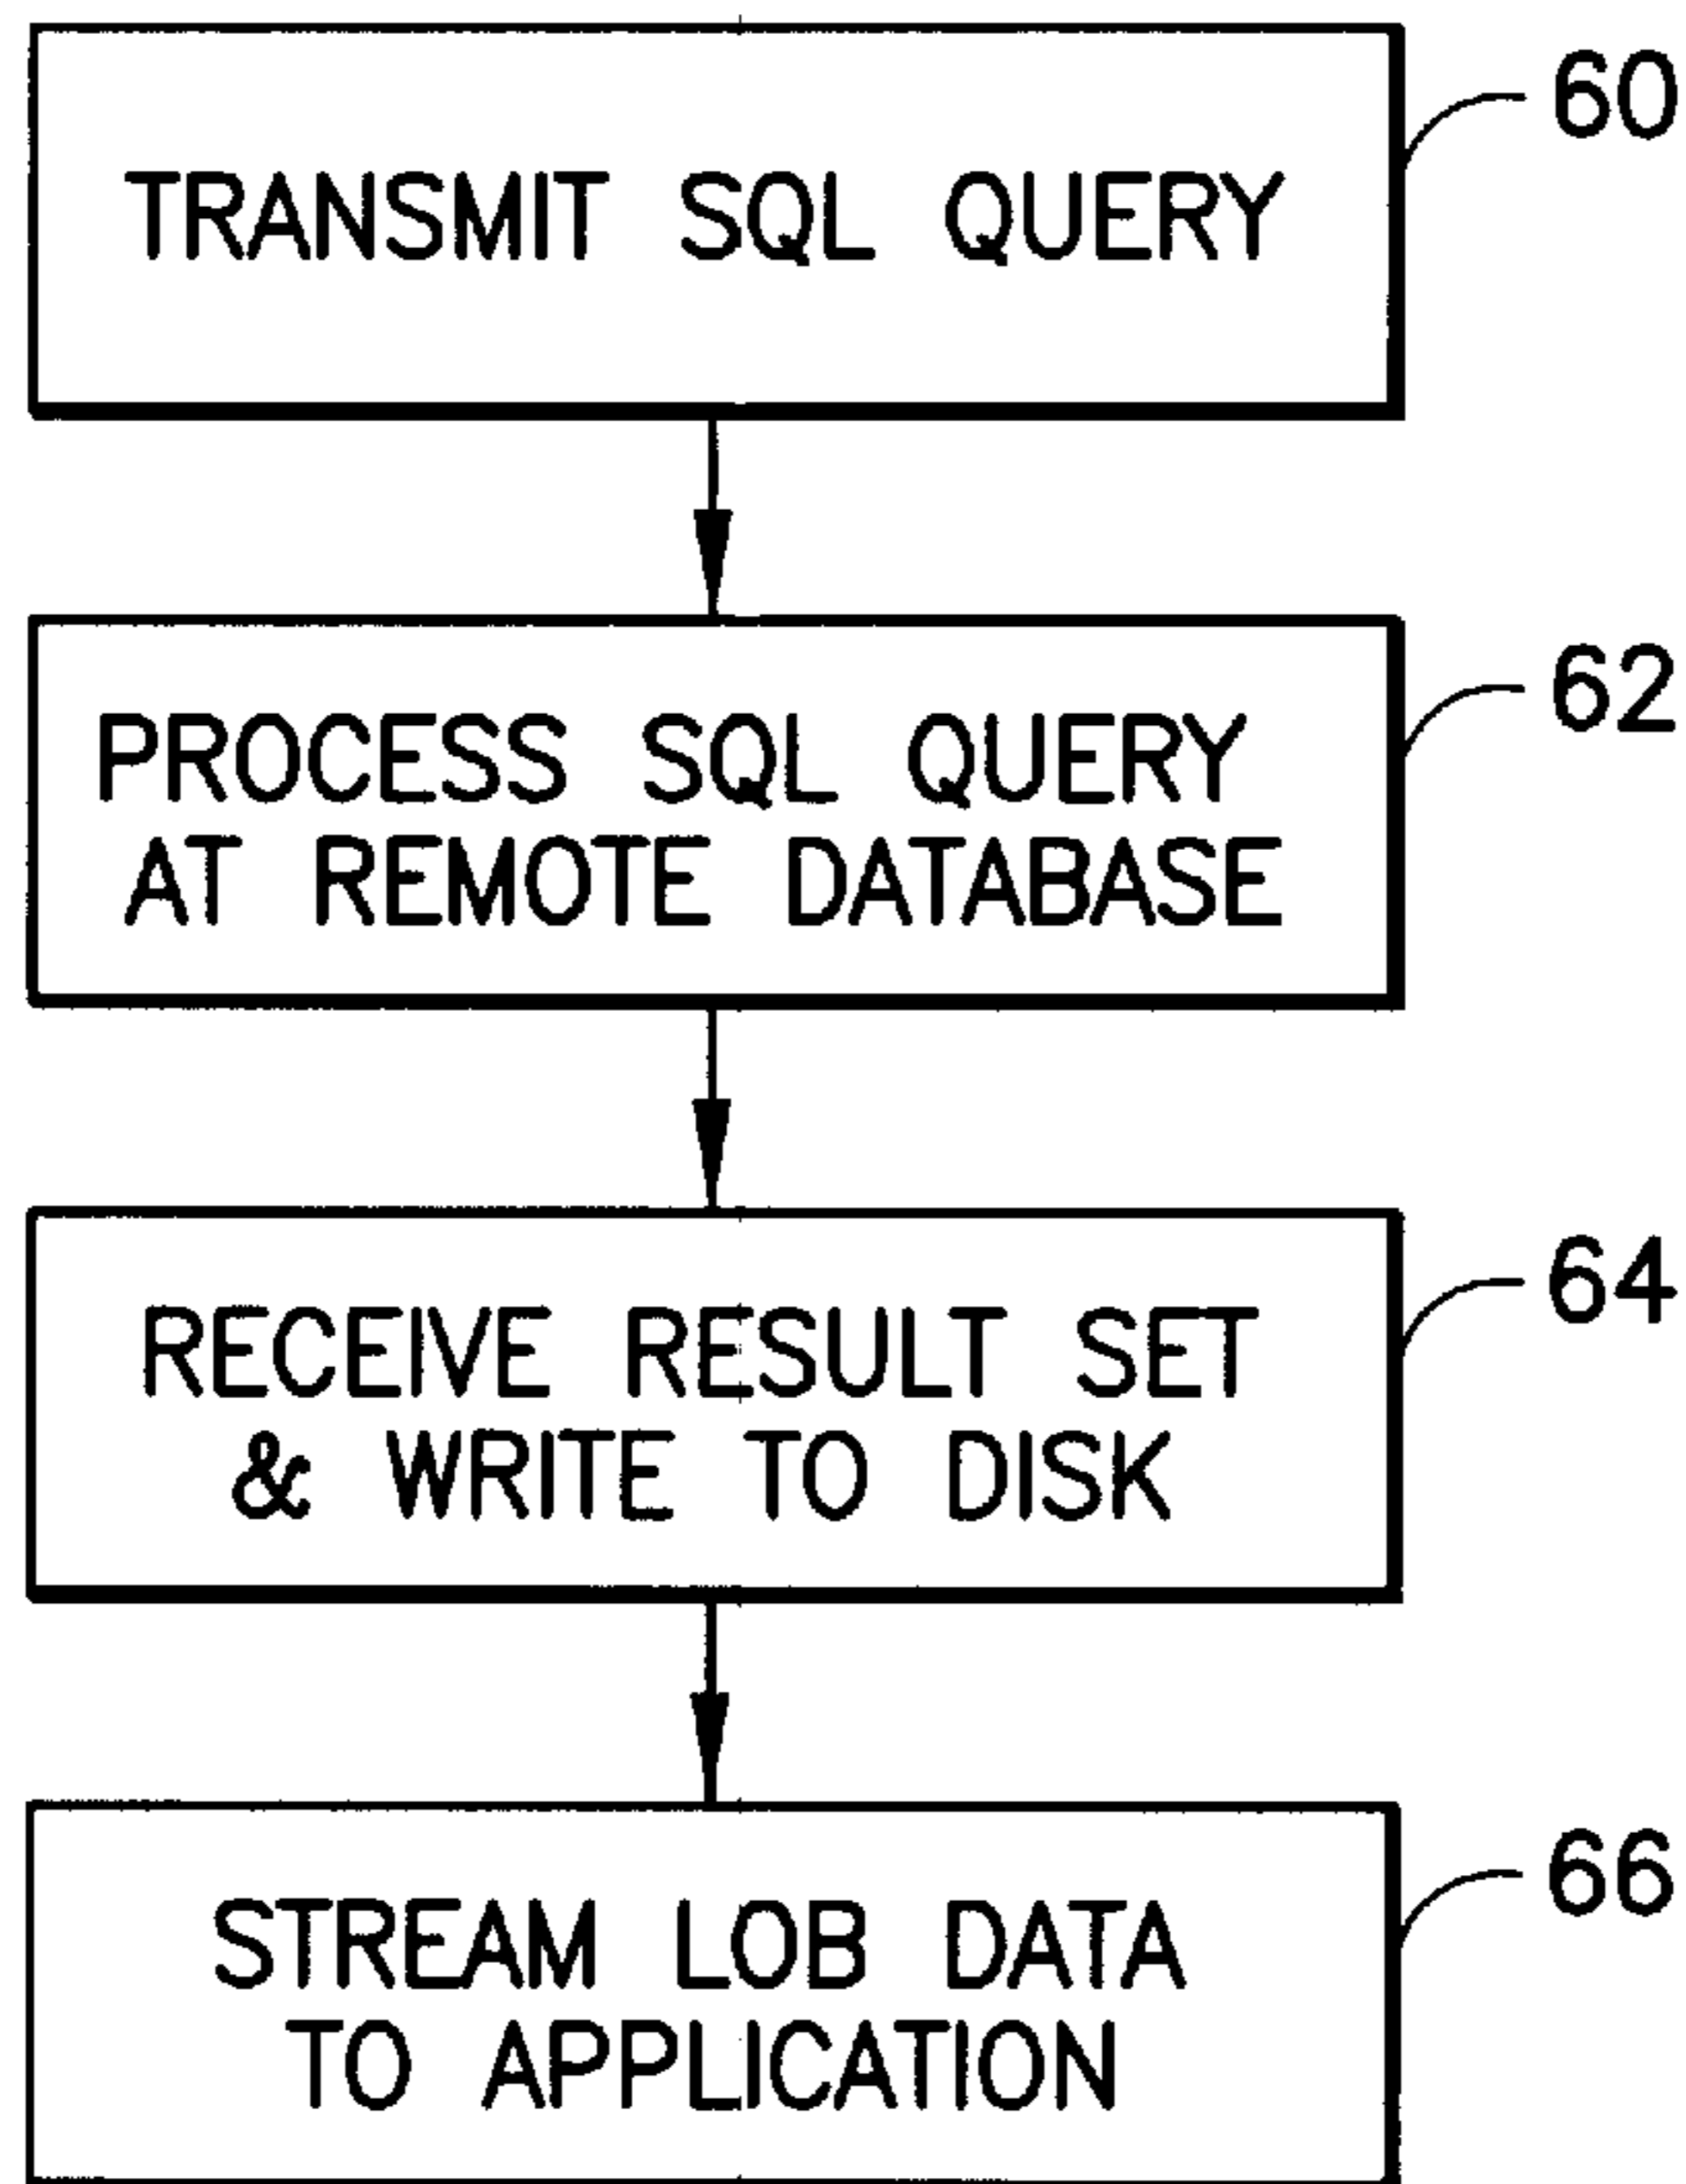 TRANSMIT SQL QUERY
60
PROCESS SQL QUERY
AT REMOTE DATABASE
62
RECEIVE RESULT SET
& WRITE TO DISK
64
STREAM LOB DATA
TO APPLICATION
66